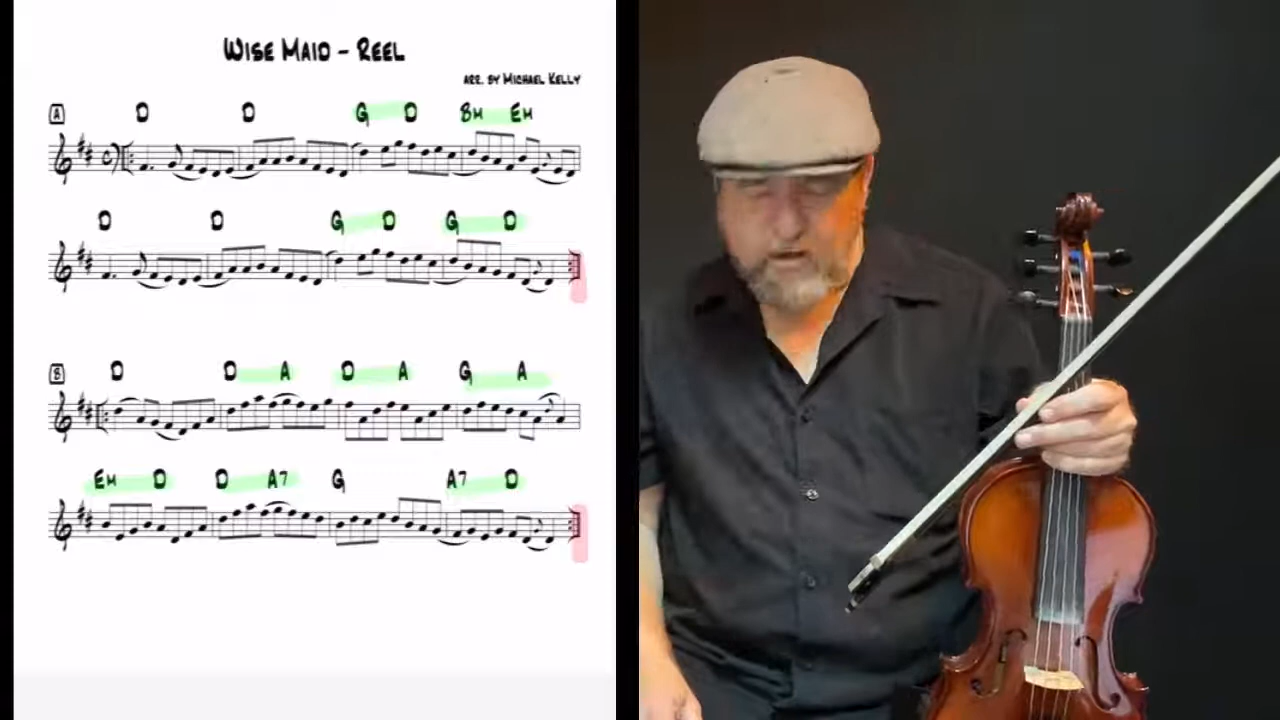 Wise Maid - Reel
arr. by Michael Kelly
A D D G D Bm Em
D D G D G D
B D D A D A G A
Em D D A7 G A7 D